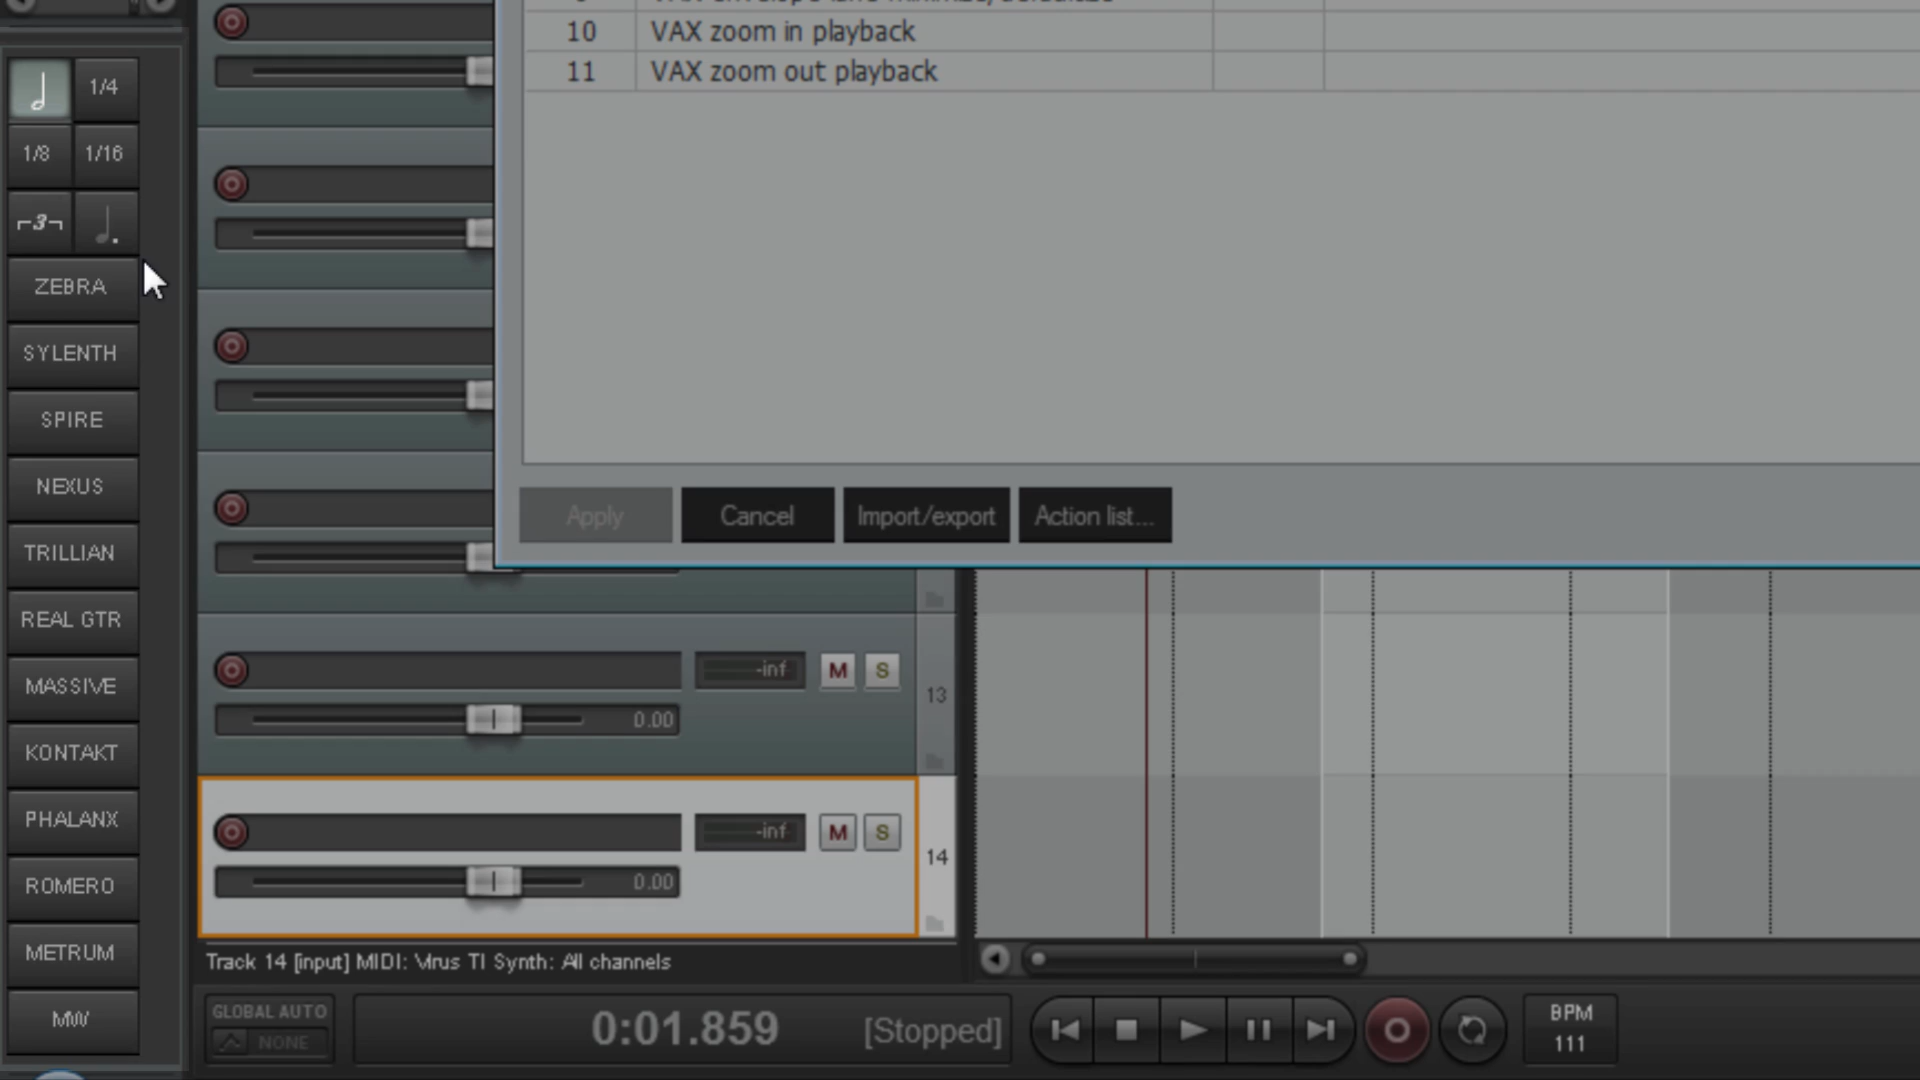 10 VAX zoom in playback
11 VAX zoom out playback
1/4
1/8 1/16
3
ZEBRA
SYLENTH
SPIRE
NEXUS
TRILLIAN
REAL GTR
MASSIVE
KONTAKT
PHALANX
ROMERO
METRUM
MW
Apply Cancel Import/export Action list...
-inf M S
0.00
13
-inf M S
0.00
14
Track 14 [input] MIDI: Virus TI Synth: All channels
GLOBAL AUTO
NONE
0:01.859 [Stopped]
BPM
111